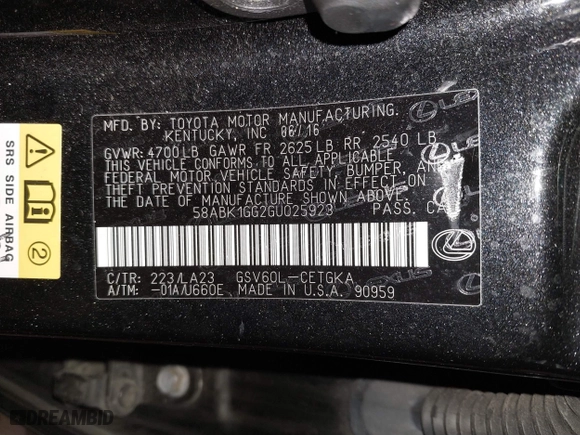 MFD. BY: TOYOTA MOTOR MANUFACTURING.
KENTUCKY, INC 06/16
GVWR: 4700LB GAWR FR 2625LB RR 2540 LB
THIS VEHICLE CONFORMS TO ALL APPLICABLE
FEDERAL MOTOR VEHICLE SAFETY, BUMPER, AND
THEFT PREVENTION STANDARDS IN EFFECT ON
THE DATE OF MANUFACTURE SHOWN ABOVE.
58ABK1GG2GU025923 PASS. CAR
C/TR: 223/LA23 GSV60L-CETGKA
A/TM: -01A/U660E MADE IN U.S.A. 90959
SRS SIDE AIRBAG
2
LEXUS
DREAMBID